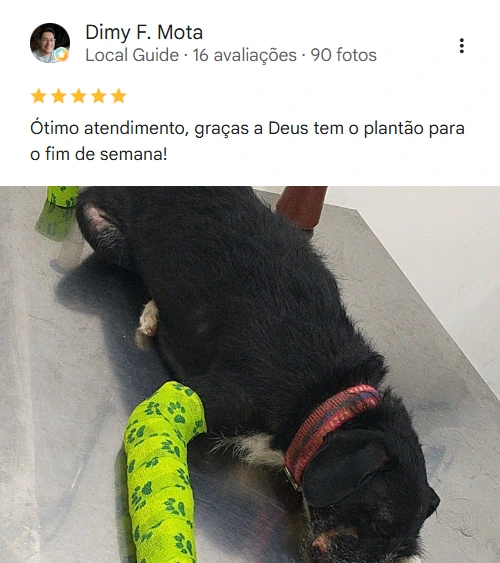 Dimy F. Mota
Local Guide · 16 avaliações · 90 fotos
Ótimo atendimento, graças a Deus tem o plantão para
o fim de semana!